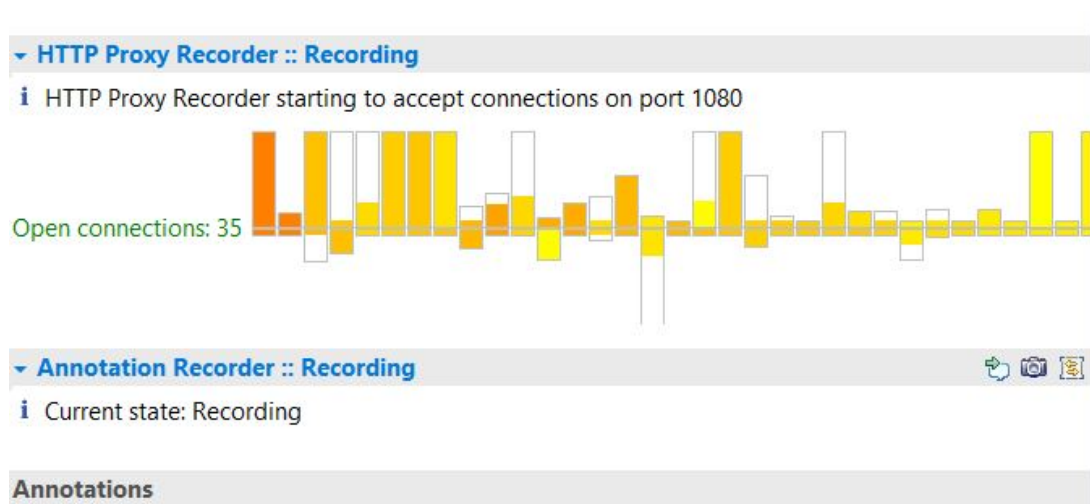 HTTP Proxy Recorder :: Recording
i HTTP Proxy Recorder starting to accept connections on port 1080
Open connections: 35
Annotation Recorder :: Recording
i Current state: Recording
Annotations